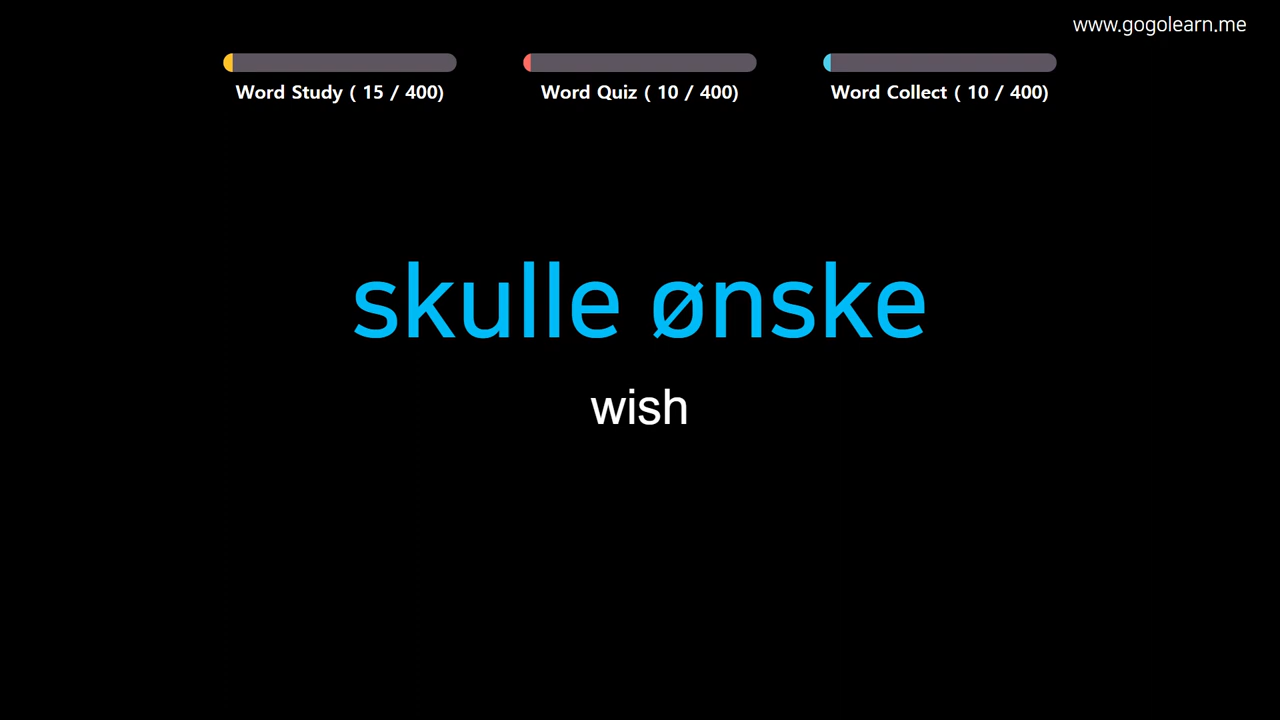 www.gogolearn.me
Word Study ( 15 / 400)
Word Quiz ( 10 / 400)
Word Collect ( 10 / 400)
skulle ønske
wish